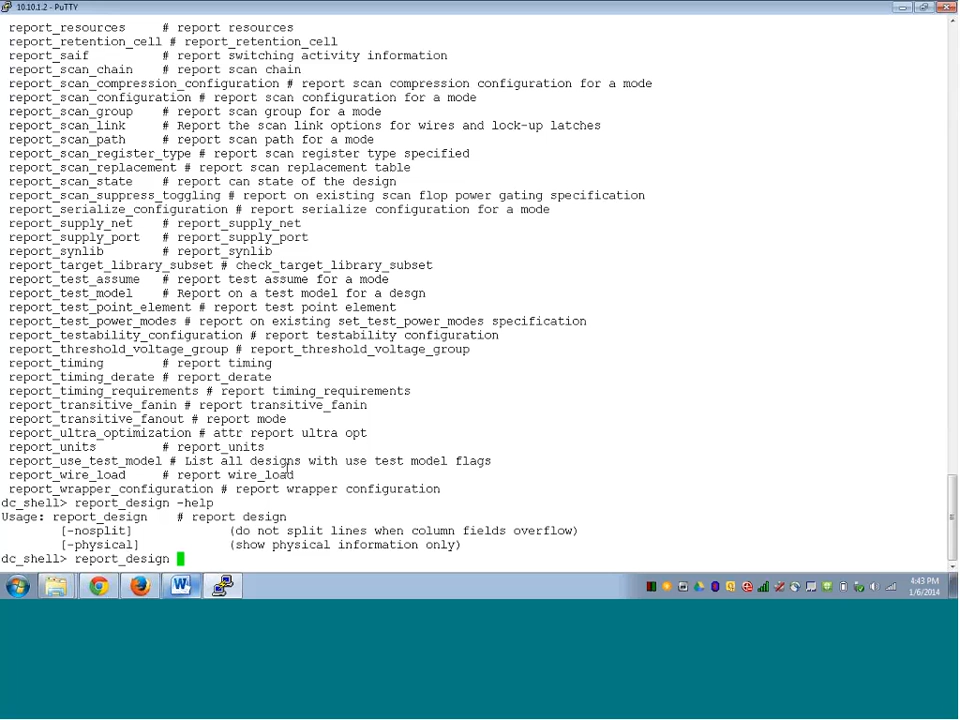 10.10.1.2 - PuTTY
report_resources # report resources
report_retention_cell # report_retention_cell
report_saif # report switching activity information
report_scan_chain # report scan chain
report_scan_compression_configuration # report scan compression configuration for a mode
report_scan_configuration # report scan configuration for a mode
report_scan_group # report scan group for a mode
report_scan_link # Report the scan link options for wires and lock-up latches
report_scan_path # report scan path for a mode
report_scan_register_type # report scan register type specified
report_scan_replacement # report scan replacement table
report_scan_state # report can state of the design
report_scan_suppress_toggling # report on existing scan flop power gating specification
report_serialize_configuration # report serialize configuration for a mode
report_supply_net # report_supply_net
report_supply_port # report_supply_port
report_synlib # report_synlib
report_target_library_subset # check_target_library_subset
report_test_assume # report test assume for a mode
report_test_model # Report on a test model for a desgn
report_test_point_element # report test point element
report_test_power_modes # report on existing set_test_power_modes specification
report_testability_configuration # report testability configuration
report_threshold_voltage_group # report_threshold_voltage_group
report_timing # report timing
report_timing_derate # report_derate
report_timing_requirements # report timing_requirements
report_transitive_fanin # report transitive_fanin
report_transitive_fanout # report mode
report_ultra_optimization # attr report ultra opt
report_units # report_units
report_use_test_model # List all designs with use test model flags
report_wire_load # report wire_load
report_wrapper_configuration # report wrapper configuration
dc_shell> report_design -help
Usage: report_design # report design
[-nosplit] (do not split lines when column fields overflow)
[-physical] (show physical information only)
dc_shell> report_design
4:43 PM
1/6/2014